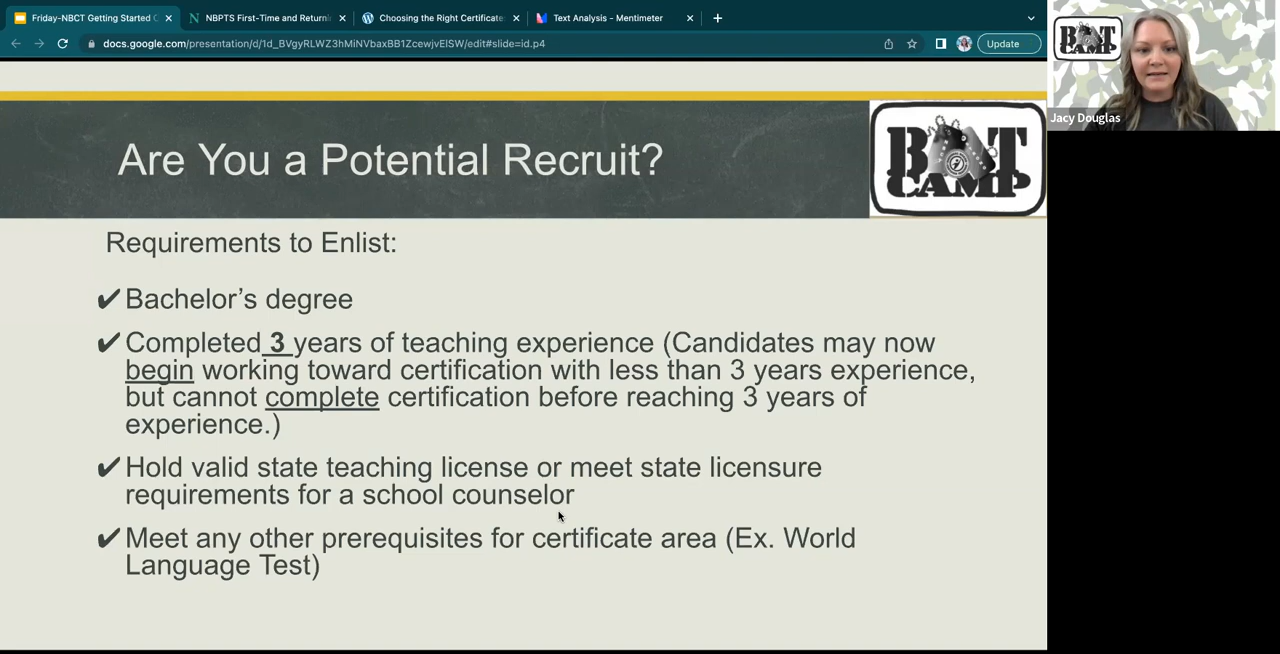 Friday-NBCT Getting Started C
NBPTS First-Time and Returni
Choosing the Right Certificate
Text Analysis - Mentimeter
docs.google.com/presentation/d/1d_BVgyRLWZ3hMiNVbaxBB1ZcewjvElSW/edit#slide=id.p4
Update
Are You a Potential Recruit?
B T
CAMP
Requirements to Enlist:
✔ Bachelor’s degree
✔ Completed 3 years of teaching experience (Candidates may now
begin working toward certification with less than 3 years experience,
but cannot complete certification before reaching 3 years of
experience.)
✔ Hold valid state teaching license or meet state licensure
requirements for a school counselor
✔ Meet any other prerequisites for certificate area (Ex. World
Language Test)
B T
CAMP
Jacy Douglas